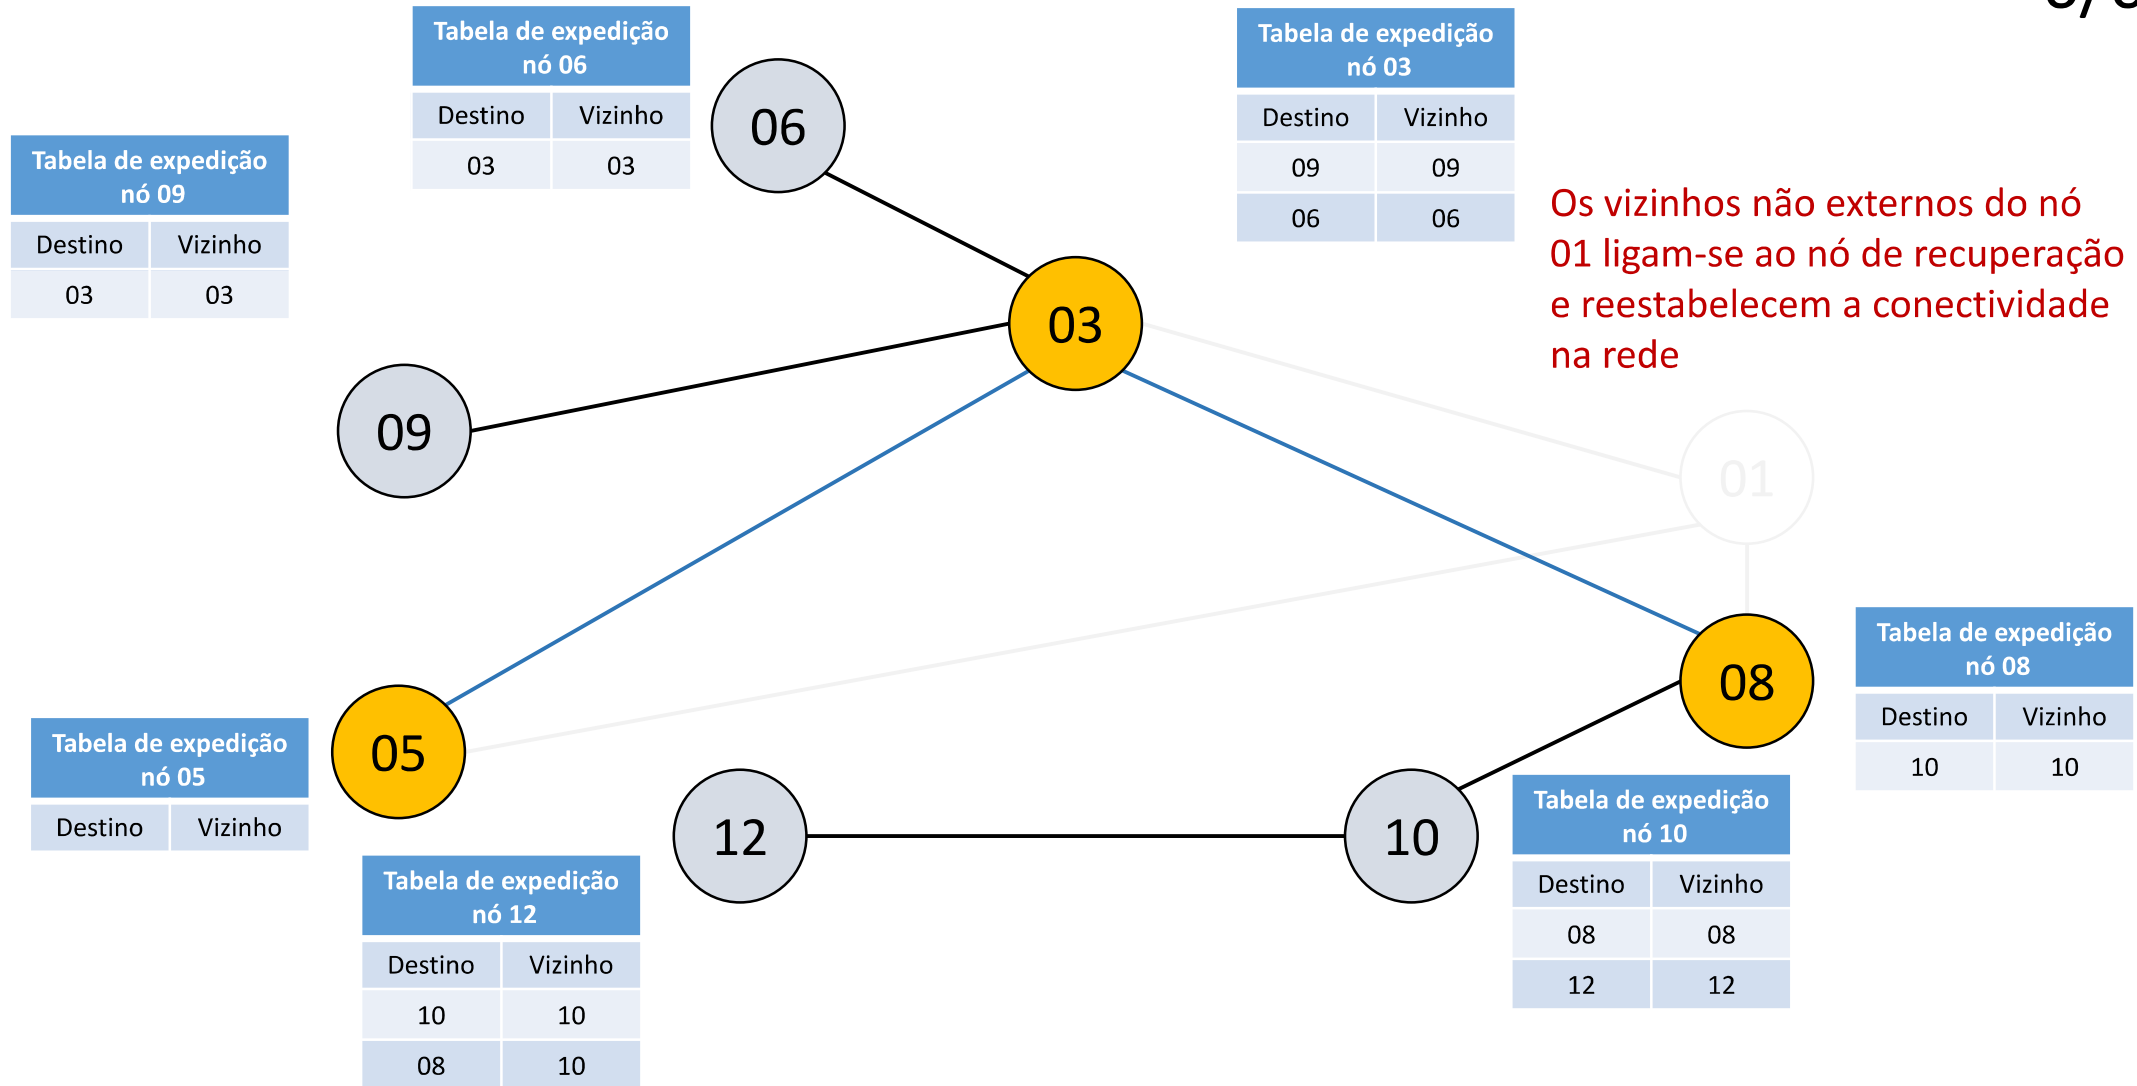 Tabela de expedição
nó 06
Destino Vizinho
03 03
Tabela de expedição
nó 03
Destino Vizinho
09 09
06 06
Tabela de expedição
nó 09
Destino Vizinho
03 03
Os vizinhos não externos do nó
01 ligam-se ao nó de recuperação
e reestabelecem a conectividade
na rede
06
03
09
01
05
08
12
10
Tabela de expedição
nó 08
Destino Vizinho
10 10
Tabela de expedição
nó 05
Destino Vizinho
Tabela de expedição
nó 10
Destino Vizinho
08 08
12 12
Tabela de expedição
nó 12
Destino Vizinho
10 10
08 10